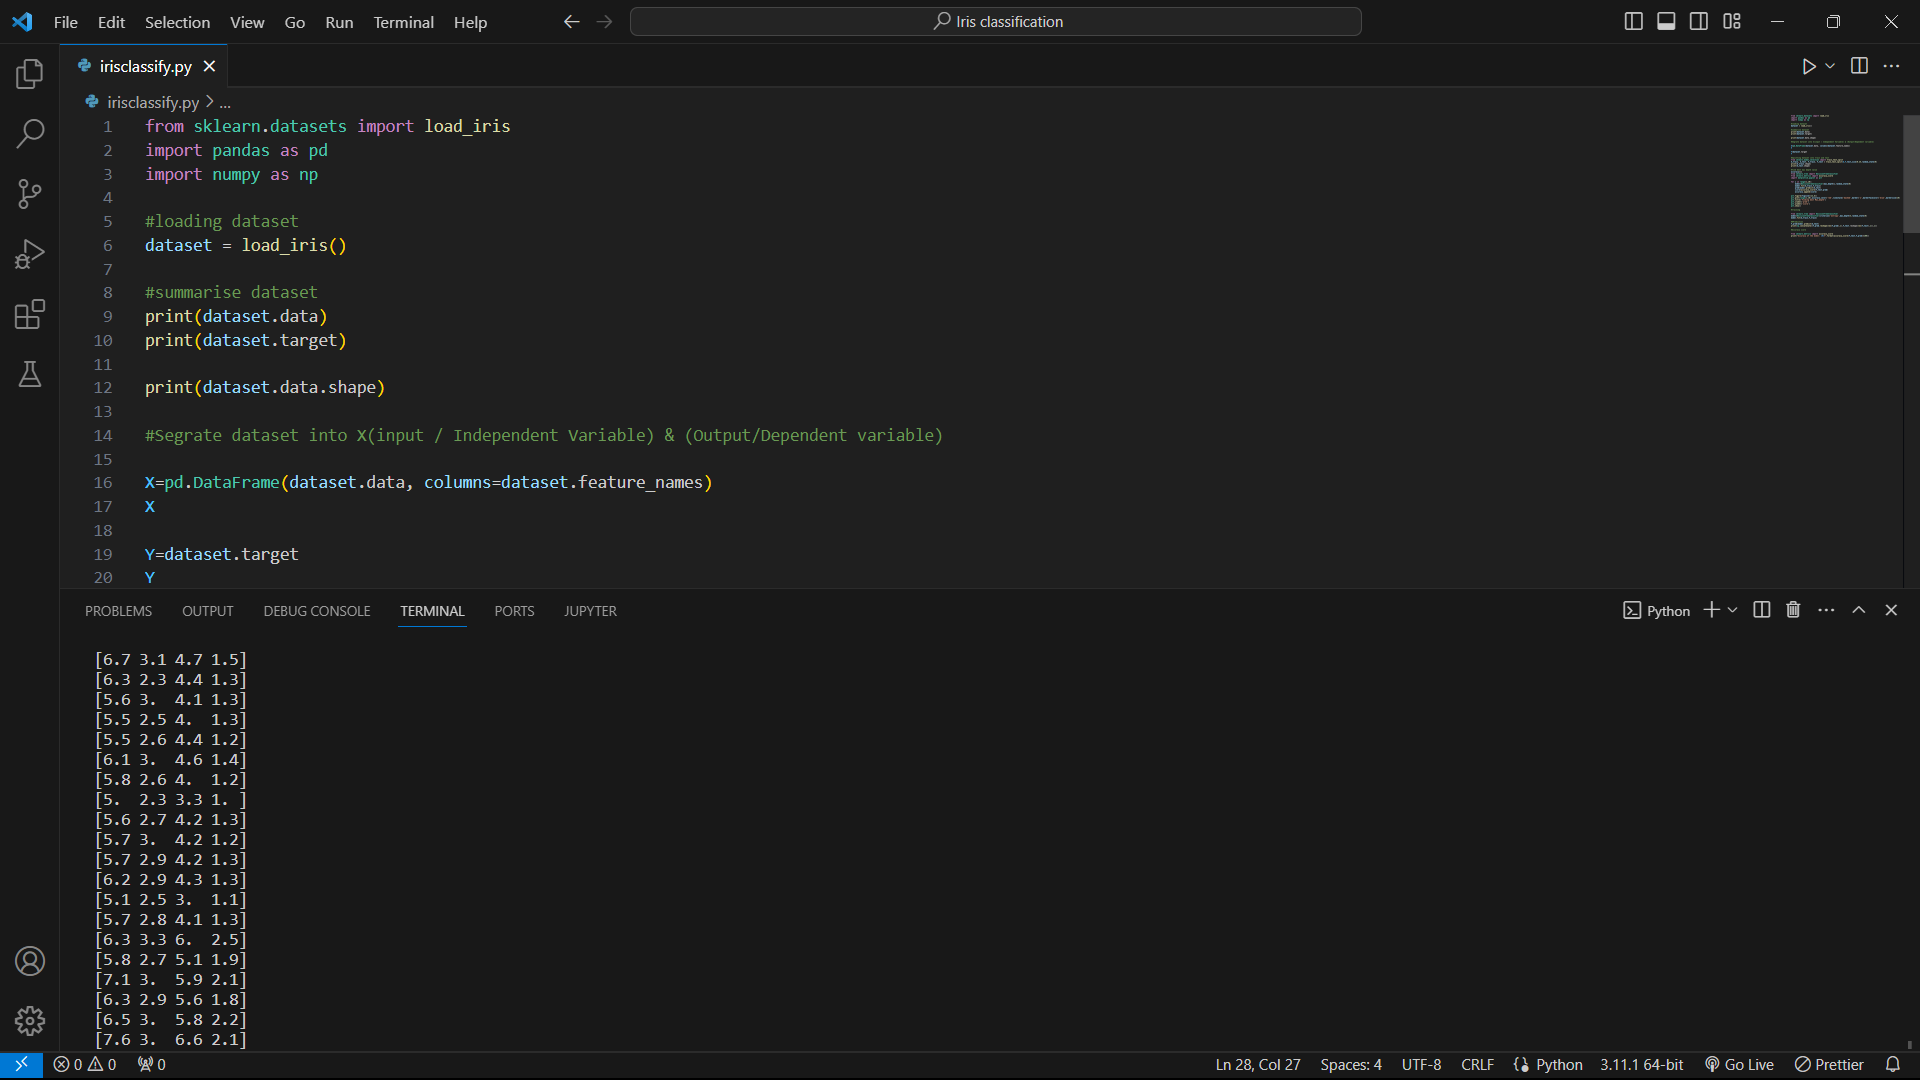 File Edit Selection View Go Run Terminal Help
Iris classification
irisclassify.py
irisclassify.py > ...
1 from sklearn.datasets import load_iris
2 import pandas as pd
3 import numpy as np
4
5 #loading dataset
6 dataset = load_iris()
7
8 #summarise dataset
9 print(dataset.data)
10 print(dataset.target)
11
12 print(dataset.data.shape)
13
14 #Segrate dataset into X(input / Independent Variable) & (Output/Dependent variable)
15
16 X=pd.DataFrame(dataset.data, columns=dataset.feature_names)
17 X
18
19 Y=dataset.target
20 Y
PROBLEMS OUTPUT DEBUG CONSOLE TERMINAL PORTS JUPYTER
Python
[6.7 3.1 4.7 1.5]
[6.3 2.3 4.4 1.3]
[5.6 3.  4.1 1.3]
[5.5 2.5 4.  1.3]
[5.5 2.6 4.4 1.2]
[6.1 3.  4.6 1.4]
[5.8 2.6 4.  1.2]
[5.  2.3 3.3 1. ]
[5.6 2.7 4.2 1.3]
[5.7 3.  4.2 1.2]
[5.7 2.9 4.2 1.3]
[6.2 2.9 4.3 1.3]
[5.1 2.5 3.  1.1]
[5.7 2.8 4.1 1.3]
[6.3 3.3 6.  2.5]
[5.8 2.7 5.1 1.9]
[7.1 3.  5.9 2.1]
[6.3 2.9 5.6 1.8]
[6.5 3.  5.8 2.2]
[7.6 3.  6.6 2.1]
0 0 0 Ln 28, Col 27 Spaces: 4 UTF-8 CRLF Python 3.11.1 64-bit Go Live Prettier